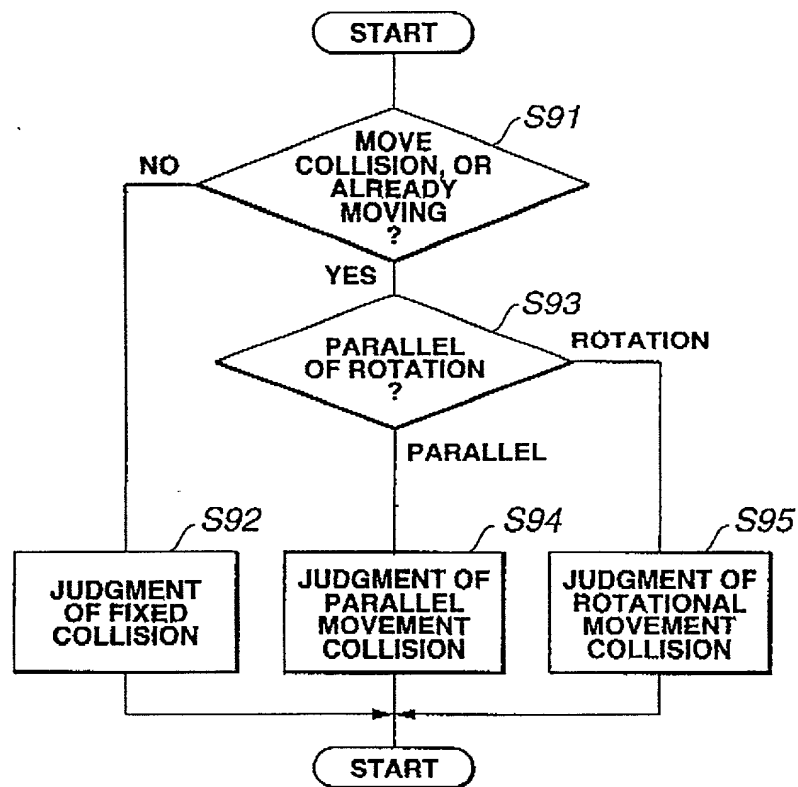 START
S91
MOVE
COLLISION, OR
ALREADY
MOVING
?
NO
YES
S93
PARALLEL
OF ROTATION
?
ROTATION
PARALLEL
S92
JUDGMENT
OF FIXED
COLLISION
S94
JUDGMENT OF
PARALLEL
MOVEMENT
COLLISION
S95
JUDGMENT OF
ROTATIONAL
MOVEMENT
COLLISION
START